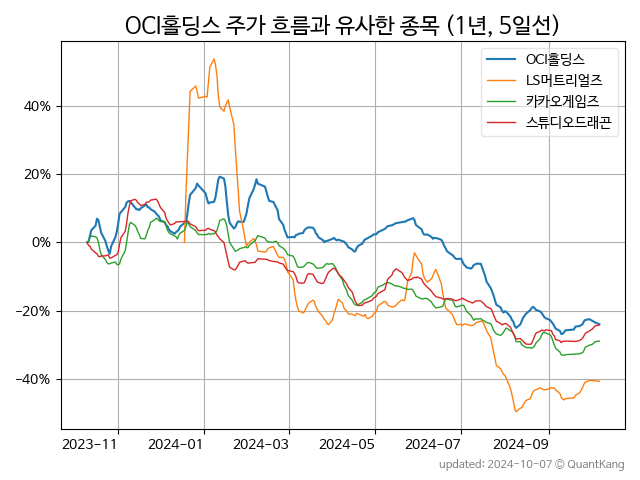 OCI홀딩스 주가 흐름과 유사한 종목 (1년, 5일선)
OCI홀딩스
LS머트리얼즈
카카오게임즈
스튜디오드래곤
40%
20%
0%
−20%
−40%
2023-11
2024-01
2024-03
2024-05
2024-07
2024-09
updated: 2024-10-07 © QuantKang